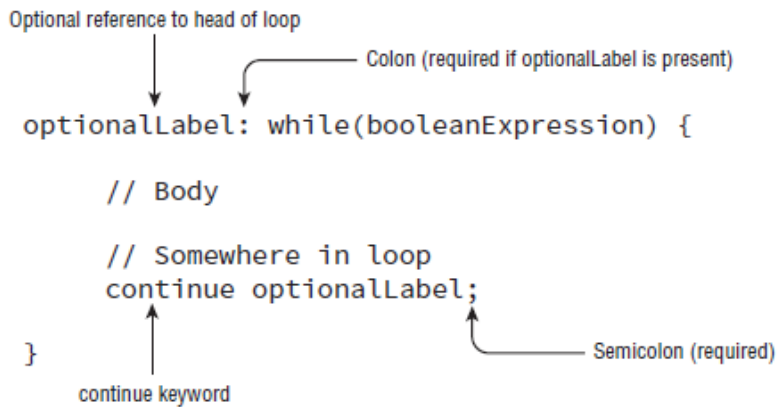 Optional reference to head of loop
Colon (required if optionalLabel is present)
optionalLabel: while(booleanExpression) {
// Body
// Somewhere in loop
continue optionalLabel;
}
Semicolon (required)
continue keyword